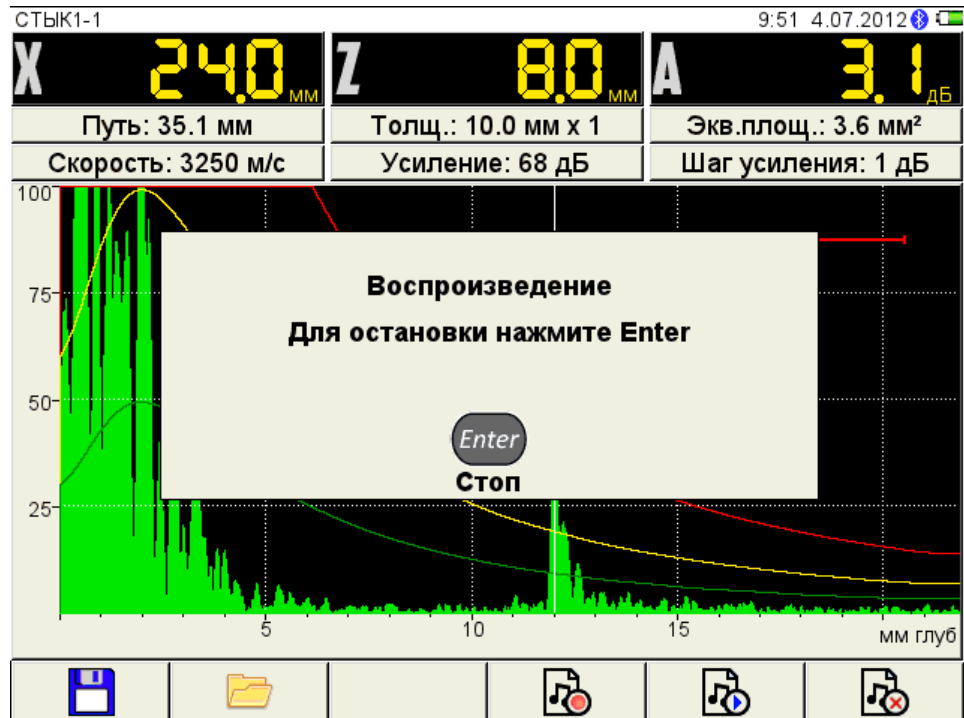 СТЫК1-1
9:51 4.07.2012
X 24.0 мм Z 8.0 мм A 3.1 дБ
Путь: 35.1 мм Толщ.: 10.0 мм x 1 Экв.площ.: 3.6 мм²
Скорость: 3250 м/с Усиление: 68 дБ Шаг усиления: 1 дБ
100
75
50
25
Воспроизведение
Для остановки нажмите Enter
Enter
Стоп
5 10 15 мм глуб